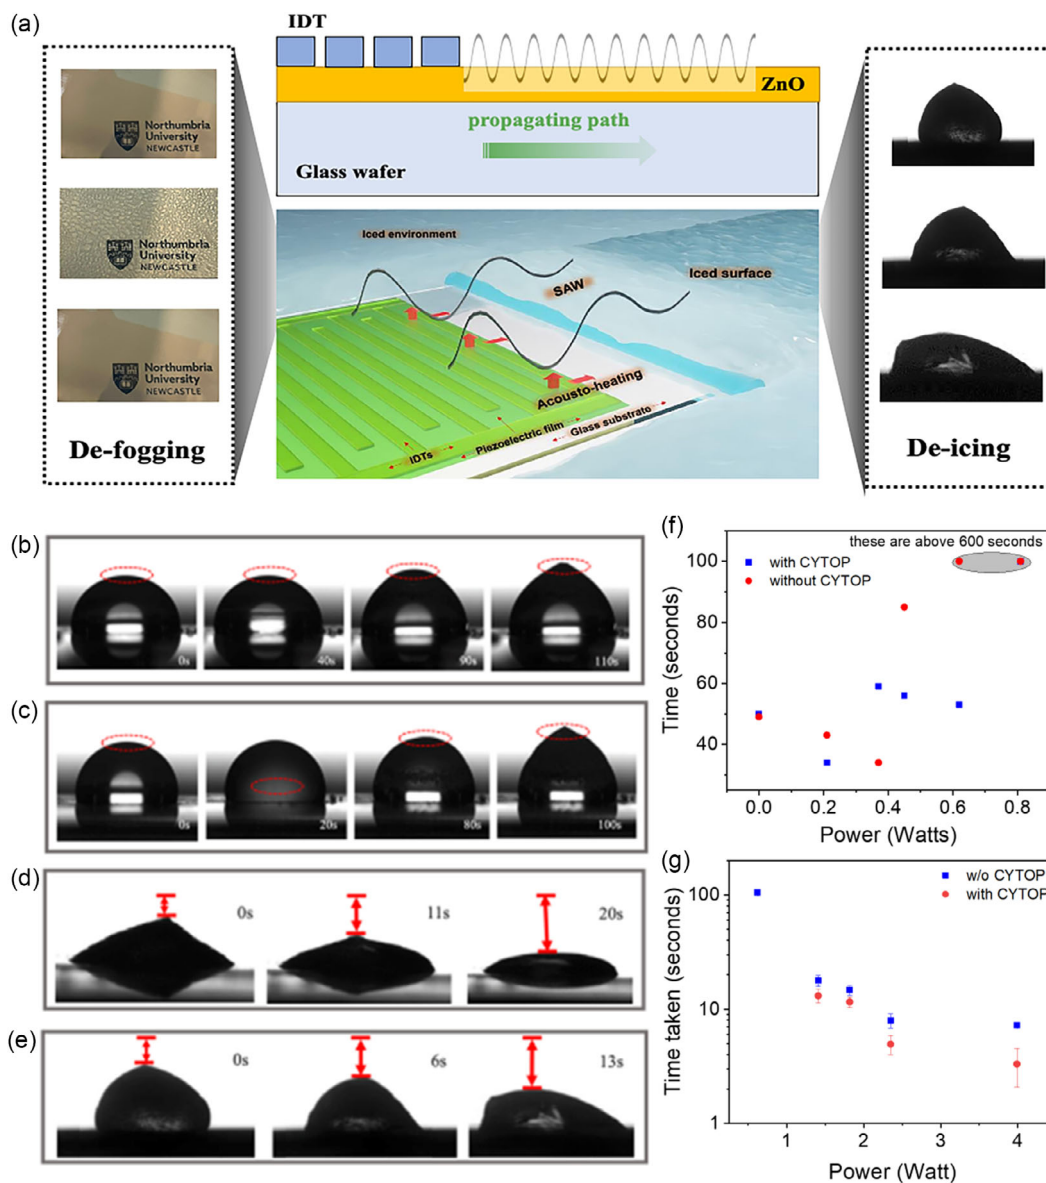 (a)
IDT
ZnO
propagating path
Glass wafer
Northumbria
University
NEWCASTLE
Northumbria
University
NEWCASTLE
Northumbria
University
NEWCASTLE
De-fogging
Iced environment
SAW
Iced surface
Acousto-heating
Glass substrato
Piezoelectric film
IDTs
De-icing
(b)
0s
40s
90s
110s
(c)
0s
20s
80s
100s
(d)
0s
11s
20s
(e)
0s
6s
13s
(f)
these are above 600 seconds
with CYTOP
without CYTOP
Time (seconds)
100
80
60
40
0.0
0.2
0.4
0.6
0.8
Power (Watts)
(g)
w/o CYTOP
with CYTOP
Time taken (seconds)
100
10
1
1
2
3
4
Power (Watt)